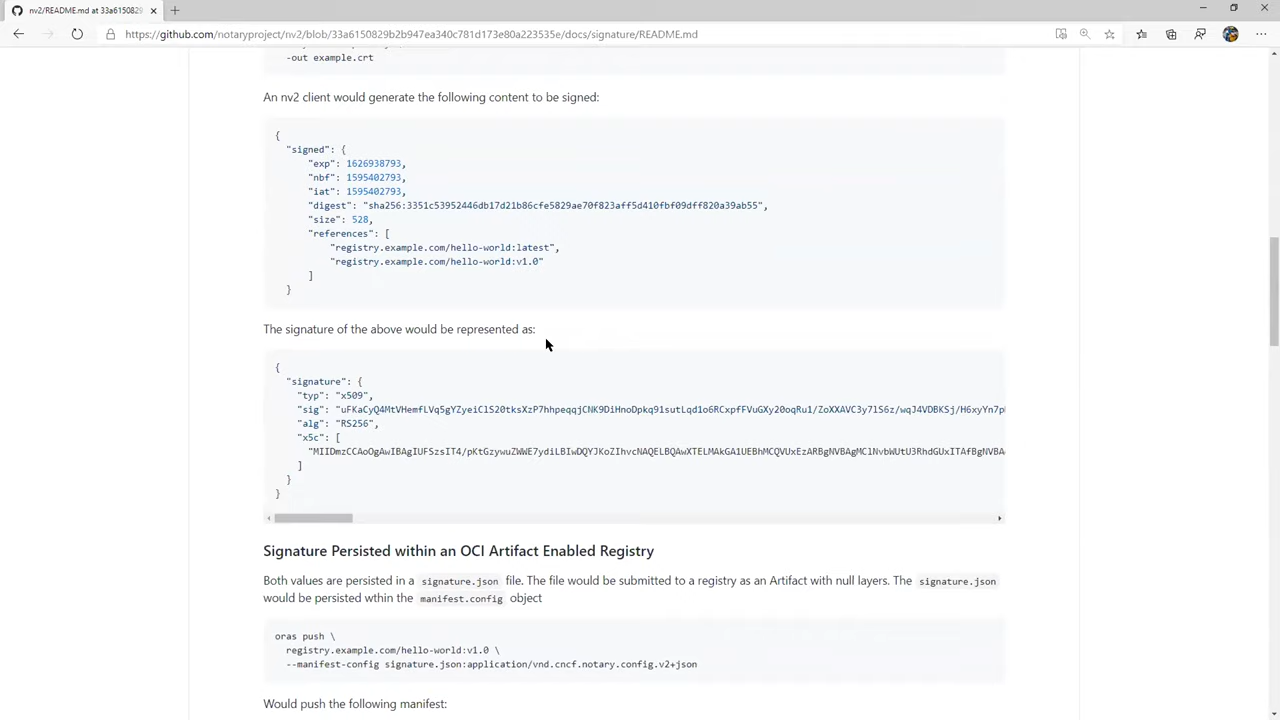 nv2/README.md at 33a6150829
https://github.com/notaryproject/nv2/blob/33a6150829b2b947ea340c781d173e80a223535e/docs/signature/README.md
-out example.crt
An nv2 client would generate the following content to be signed:
{
"signed": {
"exp": 1626938793,
"nbf": 1595402793,
"iat": 1595402793,
"digest": "sha256:3351c53952446db17d21b86cfe5829ae70f823aff5d410fbf09dff820a39ab55",
"size": 528,
"references": [
"registry.example.com/hello-world:latest",
"registry.example.com/hello-world:v1.0"
]
}
The signature of the above would be represented as:
{
"signature": {
"typ": "x509",
"sig": "uFKaCyQ4MtVHemfLVq5gYZyeiClS20tksXzP7hhpeqqjCNK9DiHnoDpkq91sutLqd1o6RCxpfFVuGXy20oqRu1/ZoXXAVC3y7lS6z/wqJ4VDBKSj/H6xyYn7p
"alg": "RS256",
"x5c": [
"MIIDmzCCAoOgAwIBAgIUFSzsIT4/pKtGzywuZWWE7ydiLBIwDQYJKoZIhvcNAQELBQAwXTELMAkGA1UEBhMCQVUxEzARBgNVBAgMClNvbWUtU3RhdGUxITAfBgNVBA
]
}
}
Signature Persisted within an OCI Artifact Enabled Registry
Both values are persisted in a signature.json file. The file would be submitted to a registry as an Artifact with null layers. The signature.json
would be persisted wthin the manifest.config object
oras push \
registry.example.com/hello-world:v1.0 \
--manifest-config signature.json:application/vnd.cncf.notary.config.v2+json
Would push the following manifest: